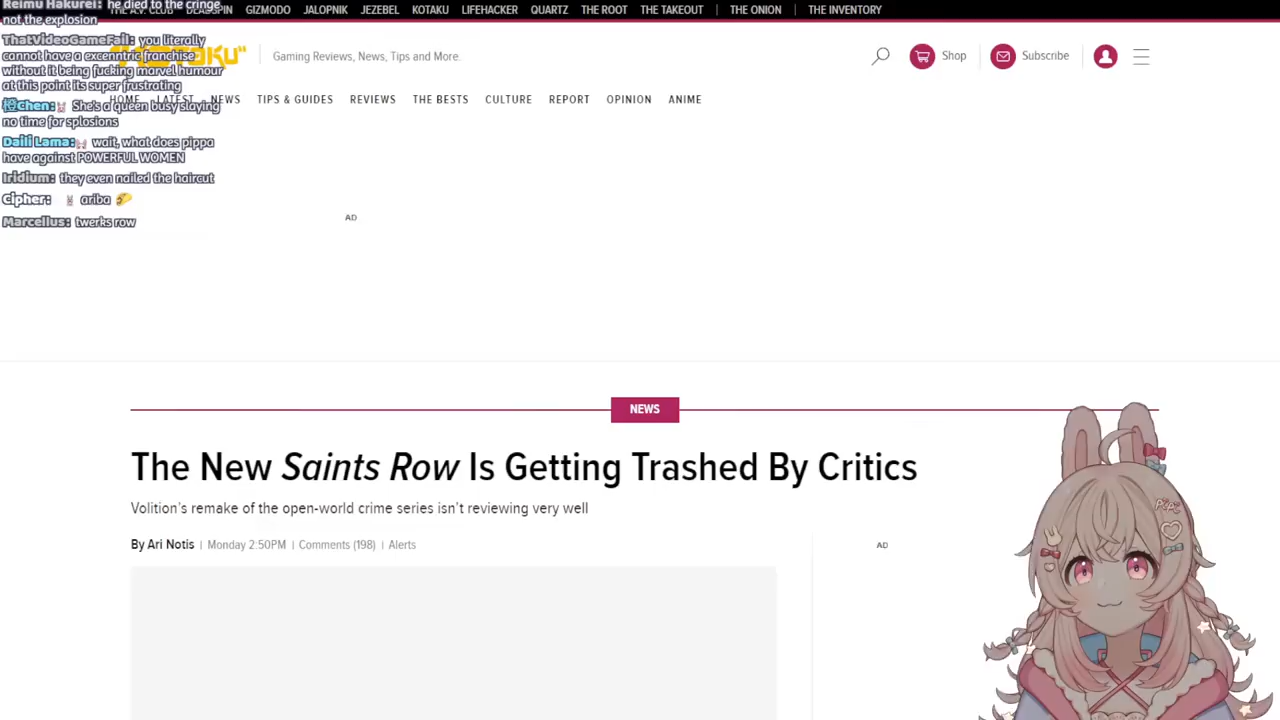 Reimu Hakurei: he died to the cringe
not the explosion
THE A.V. CLUB DEADSPIN GIZMODO JALOPNIK JEZEBEL KOTAKU LIFEHACKER QUARTZ THE ROOT THE TAKEOUT THE ONION THE INVENTORY
ThatVideoGameFail: you literally
cannot have a excenntric franchise
without it being fucking marvel humour
at this point its super frustrating
Gaming Reviews, News, Tips and More.
Shop
Subscribe
HOME LATEST NEWS TIPS & GUIDES REVIEWS THE BESTS CULTURE REPORT OPINION ANIME
Chen: She's a queen busy slaying
no time for splosions
Daili Lama: wait, what does pippa
have against POWERFUL WOMEN
Iridium: they even nailed the haircut
Cipher: ariba
Marcellus: twerks row
AD
NEWS
The New Saints Row Is Getting Trashed By Critics
Volition's remake of the open-world crime series isn't reviewing very well
By Ari Notis Monday 2:50PM Comments (198) Alerts
AD